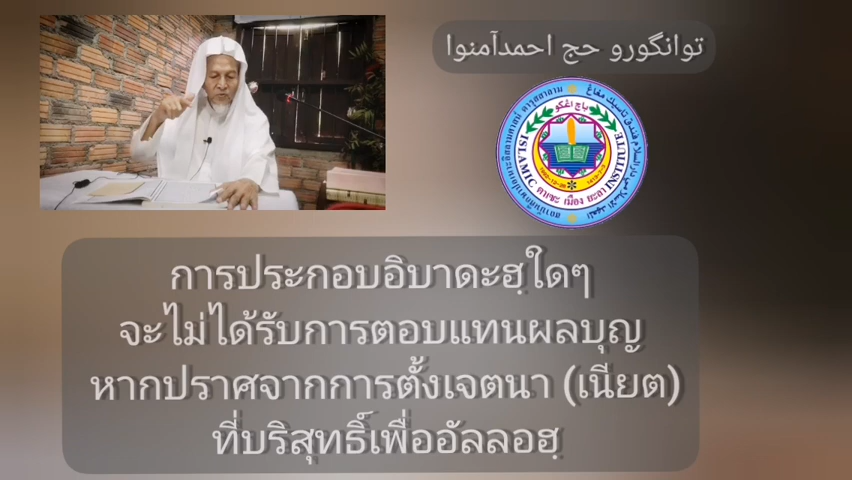 توانگورو حج احمدآمنوا
ISLAMIC INSTITUTE
การประกอบอิบาดะฮฺใดๆ
จะไม่ได้รับการตอบแทนผลบุญ
หากปราศจากการตั้งเจตนา (เนียต)
ที่บริสุทธิ์เพื่ออัลลอฮฺ